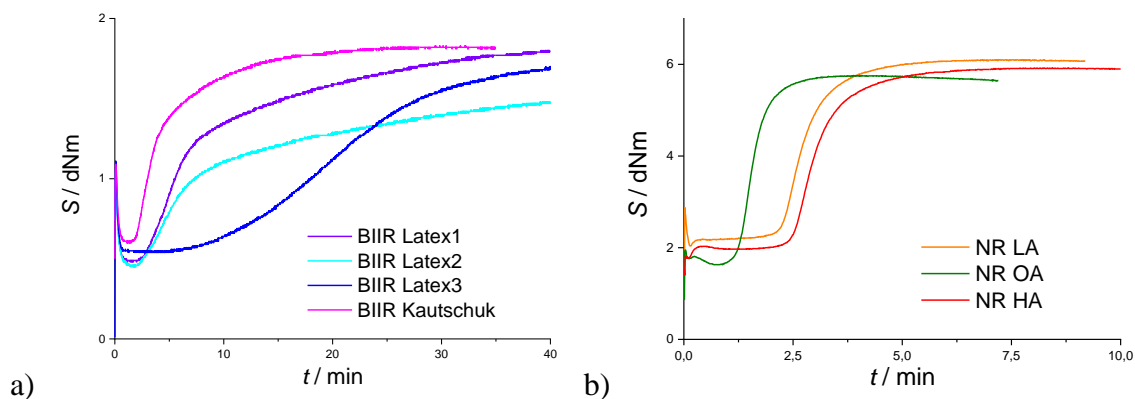 2
1
0
S / dNm
0
10
20
30
40
t / min
BIIR Latex1
BIIR Latex2
BIIR Latex3
BIIR Kautschuk
a)
6
4
2
0
S / dNm
0,0
2,5
5,0
7,5
10,0
t / min
NR LA
NR OA
NR HA
b)